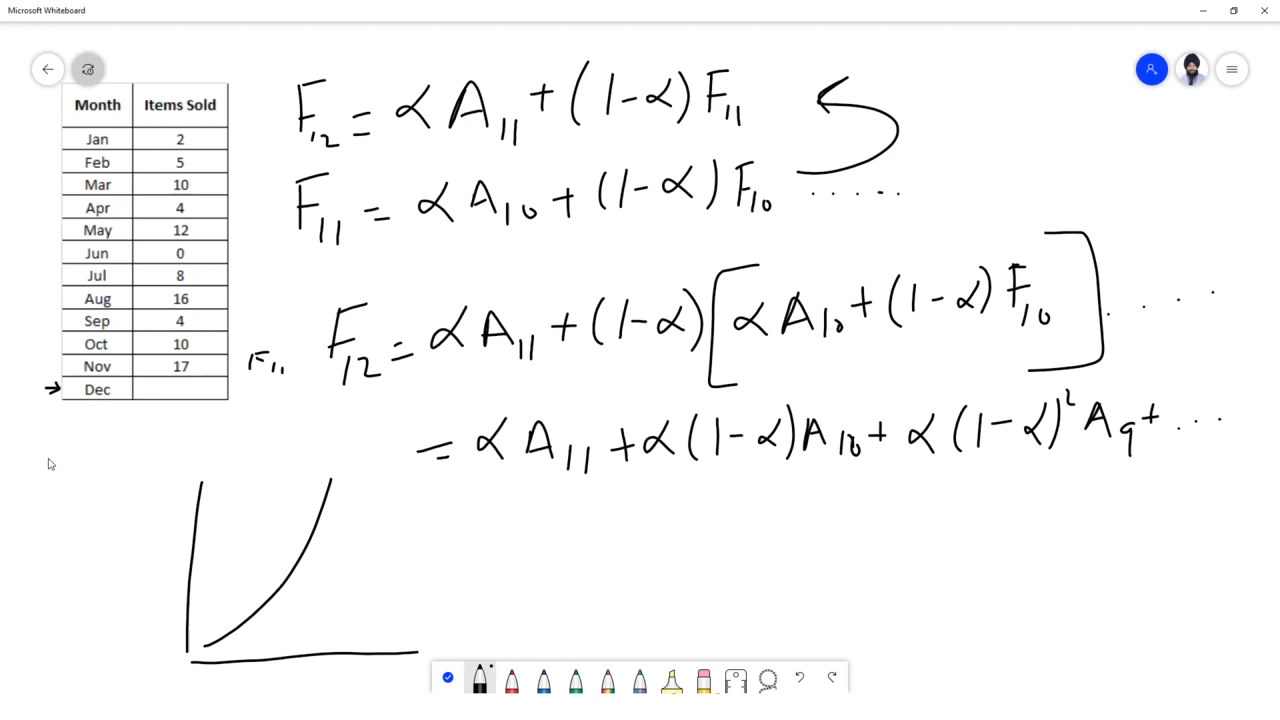 Microsoft Whiteboard
Month Items Sold
Jan 2
Feb 5
Mar 10
Apr 4
May 12
Jun 0
Jul 8
Aug 16
Sep 4
Oct 10
Nov 17
Dec
F₁₂ = α A₁₁ + (1-α) F₁₁
F₁₁ = α A₁₀ + (1-α) F₁₀ .....
F₁₁
F₁₂ = α A₁₁ + (1-α) [α A₁₀ + (1-α) F₁₀] ....
= α A₁₁ + α (1-α) A₁₀ + α (1-α)² A₉ + ...